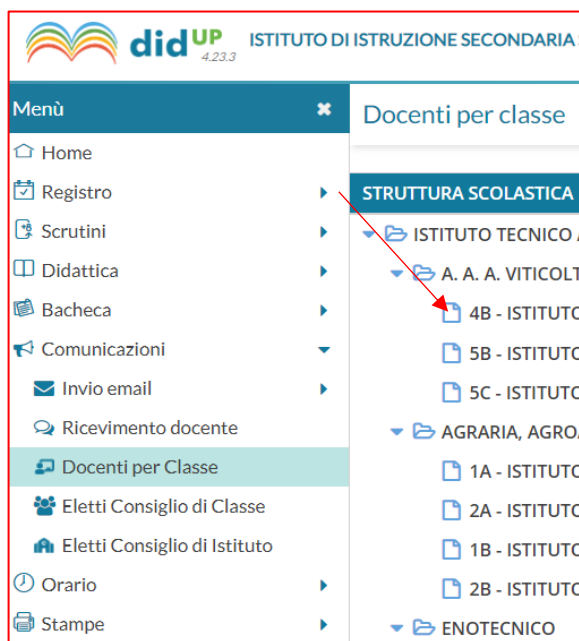 didUP 4.23.3 ISTITUTO DI ISTRUZIONE SECONDARIA
Menù
Home
Registro
Scrutini
Didattica
Bacheca
Comunicazioni
Invio email
Ricevimento docente
Docenti per Classe
Eletti Consiglio di Classe
Eletti Consiglio di Istituto
Orario
Stampe
Docenti per classe
STRUTTURA SCOLASTICA
ISTITUTO TECNICO
A. A. A. VITICOLT
4B - ISTITUTO
5B - ISTITUTO
5C - ISTITUTO
AGRARIA, AGRO
1A - ISTITUTO
2A - ISTITUTO
1B - ISTITUTO
2B - ISTITUTO
ENOTECNICO